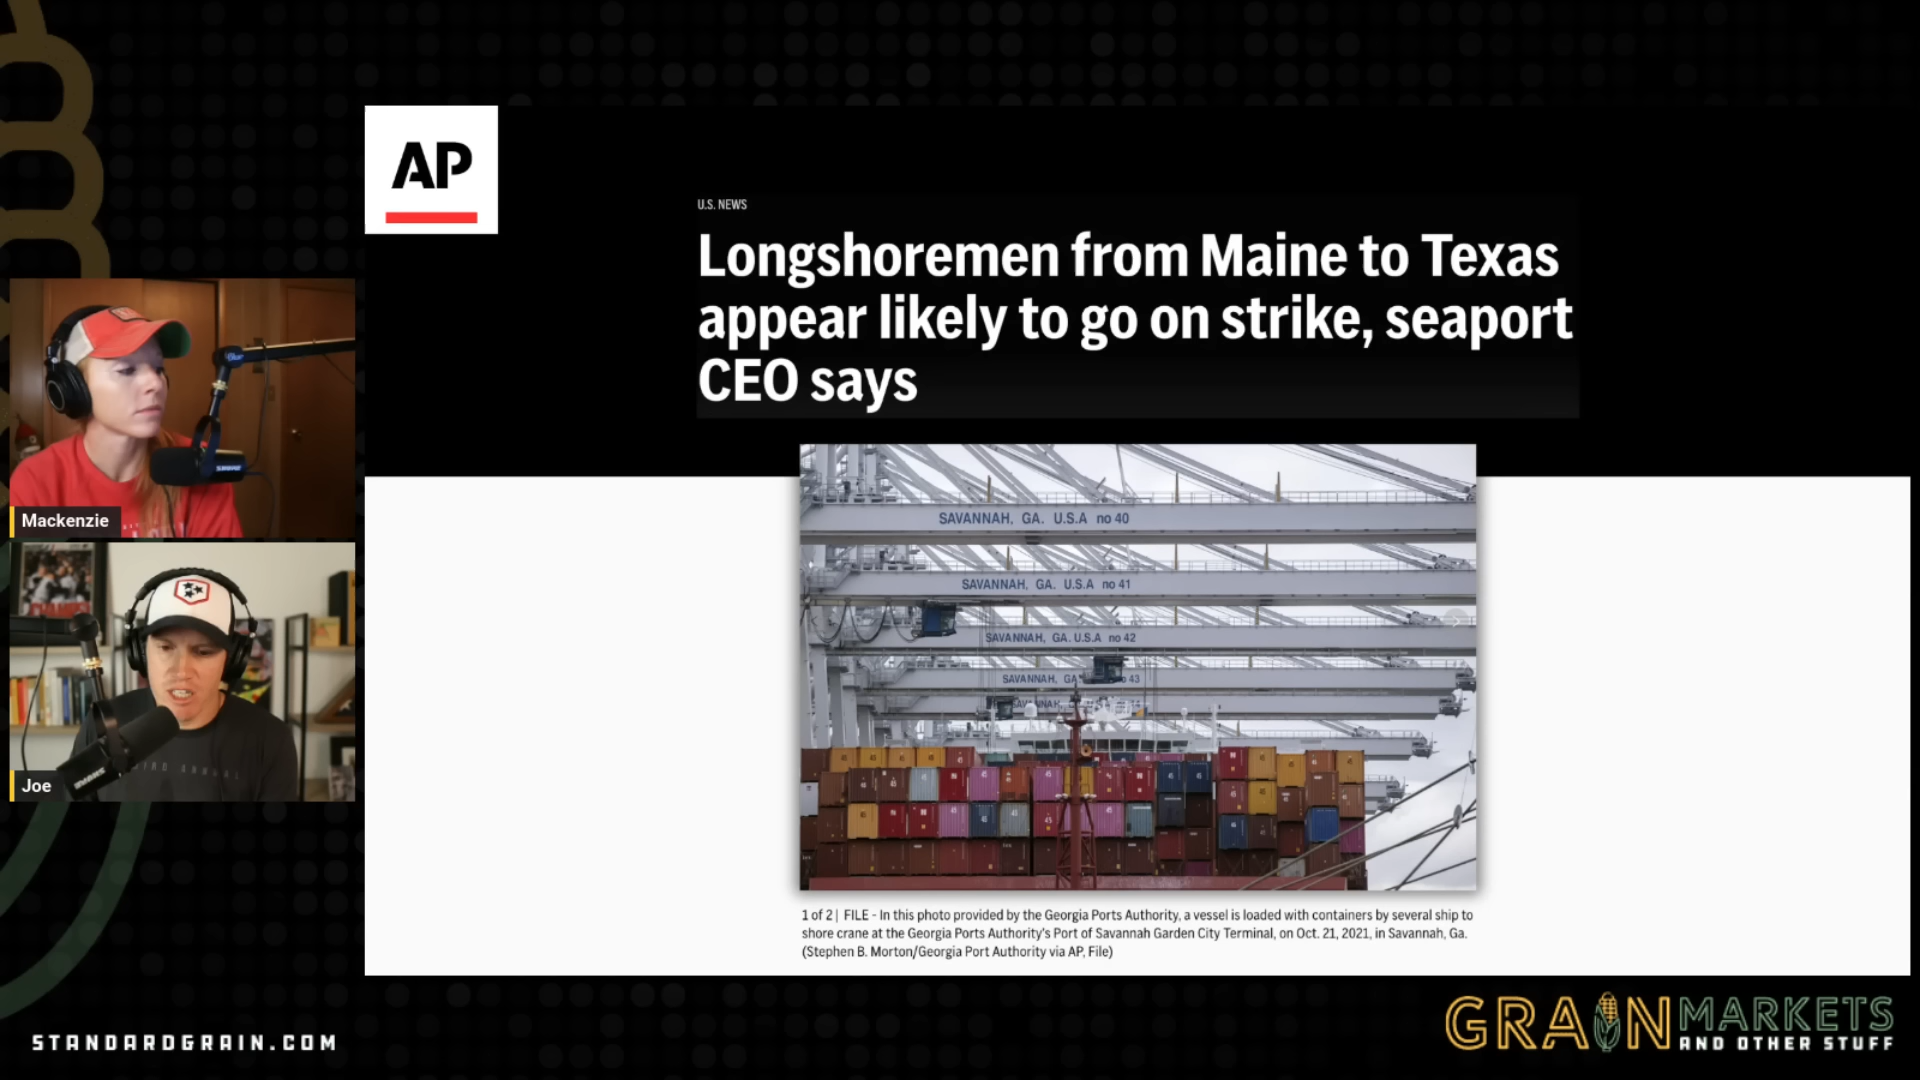 AP
U.S. NEWS
Longshoremen from Maine to Texas
appear likely to go on strike, seaport
CEO says
SAVANNAH, GA. U.S.A no 40
SAVANNAH, GA. U.S.A no 41
SAVANNAH, GA. U.S.A no 42
SAVANNAH, GA
o 43
1 of 2 | FILE - In this photo provided by the Georgia Ports Authority, a vessel is loaded with containers by several ship to
shore crane at the Georgia Ports Authority's Port of Savannah Garden City Terminal, on Oct. 21, 2021, in Savannah, Ga.
(Stephen B. Morton/Georgia Port Authority via AP, File)
Mackenzie
Joe
STANDARDGRAIN.COM
GRAIN MARKETS
AND OTHER STUFF